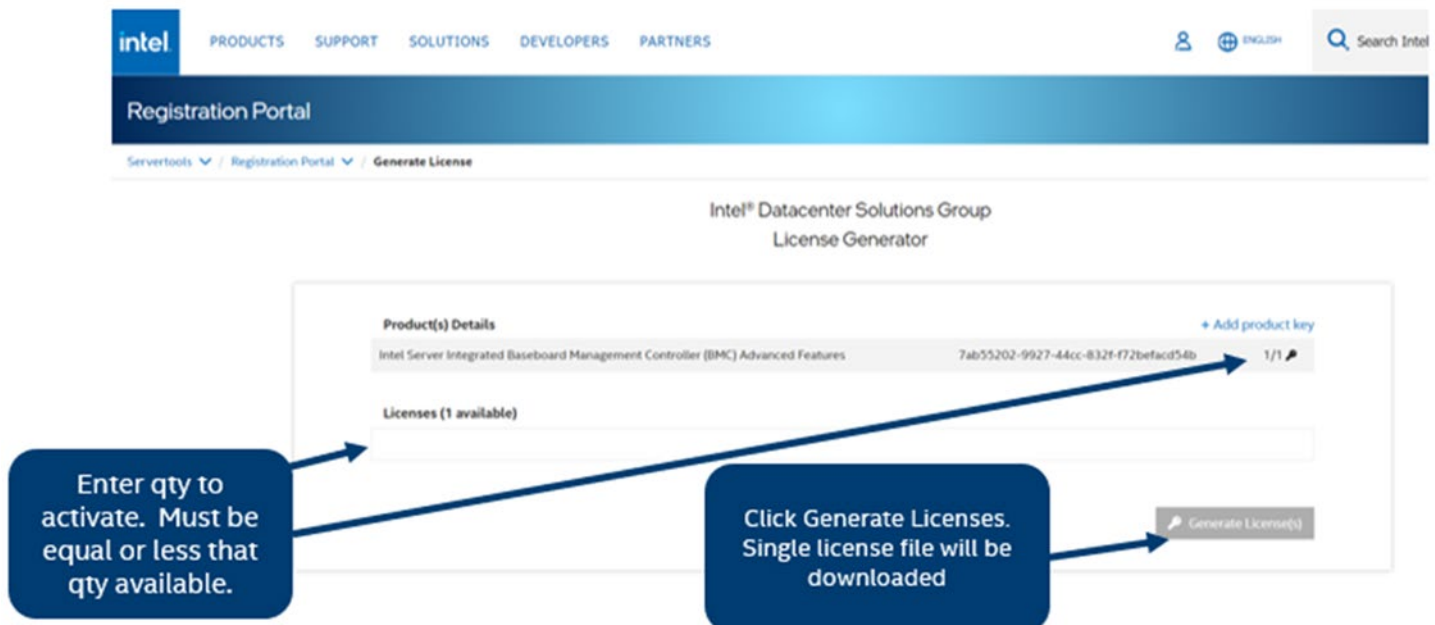 intel. PRODUCTS SUPPORT SOLUTIONS DEVELOPERS PARTNERS ENGLISH Search Intel
Registration Portal
Servertools / Registration Portal / Generate License
Intel® Datacenter Solutions Group
License Generator
Product(s) Details + Add product key
Intel Server Integrated Baseboard Management Controller (BMC) Advanced Features 7ab55202-9927-44cc-832f-f72befacd54b 1/1
Licenses (1 available)
Enter qty to
activate. Must be
equal or less that
qty available.
Click Generate Licenses.
Single license file will be
downloaded
Generate License(s)